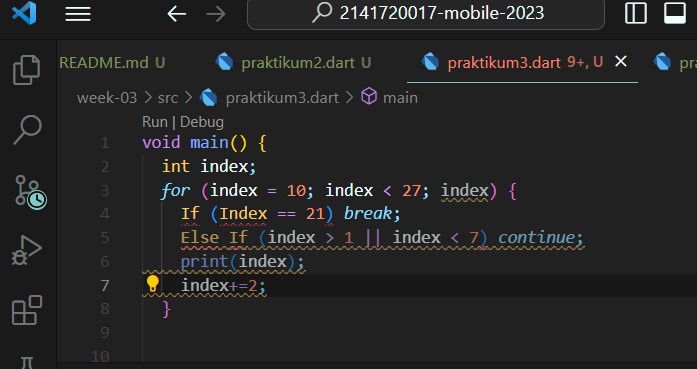 2141720017-mobile-2023
README.md U praktikum2.dart U praktikum3.dart 9+, U pra
week-03 > src > praktikum3.dart > main
Run | Debug
1 void main() {
2 int index;
3 for (index = 10; index < 27; index) {
4 If (Index == 21) break;
5 Else If (index > 1 || index < 7) continue;
6 print(index);
7 index+=2;
8 }
9
10